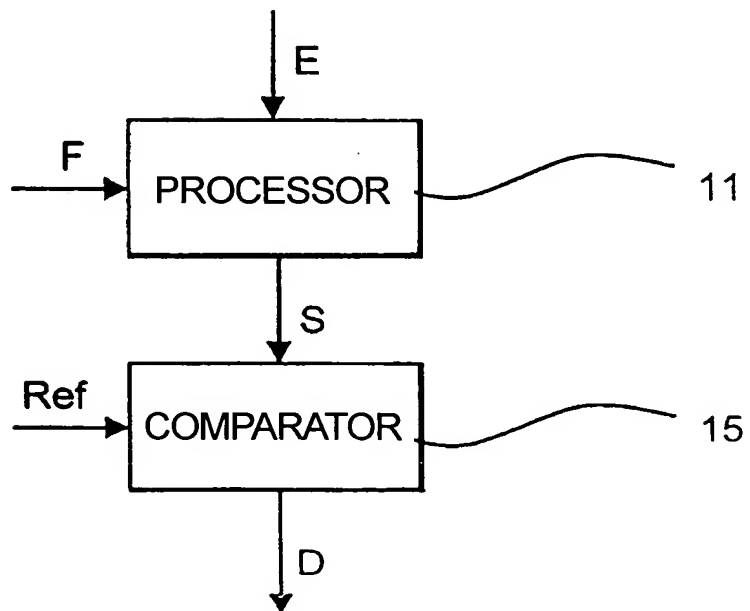 E
F
PROCESSOR
11
S
Ref
COMPARATOR
15
D